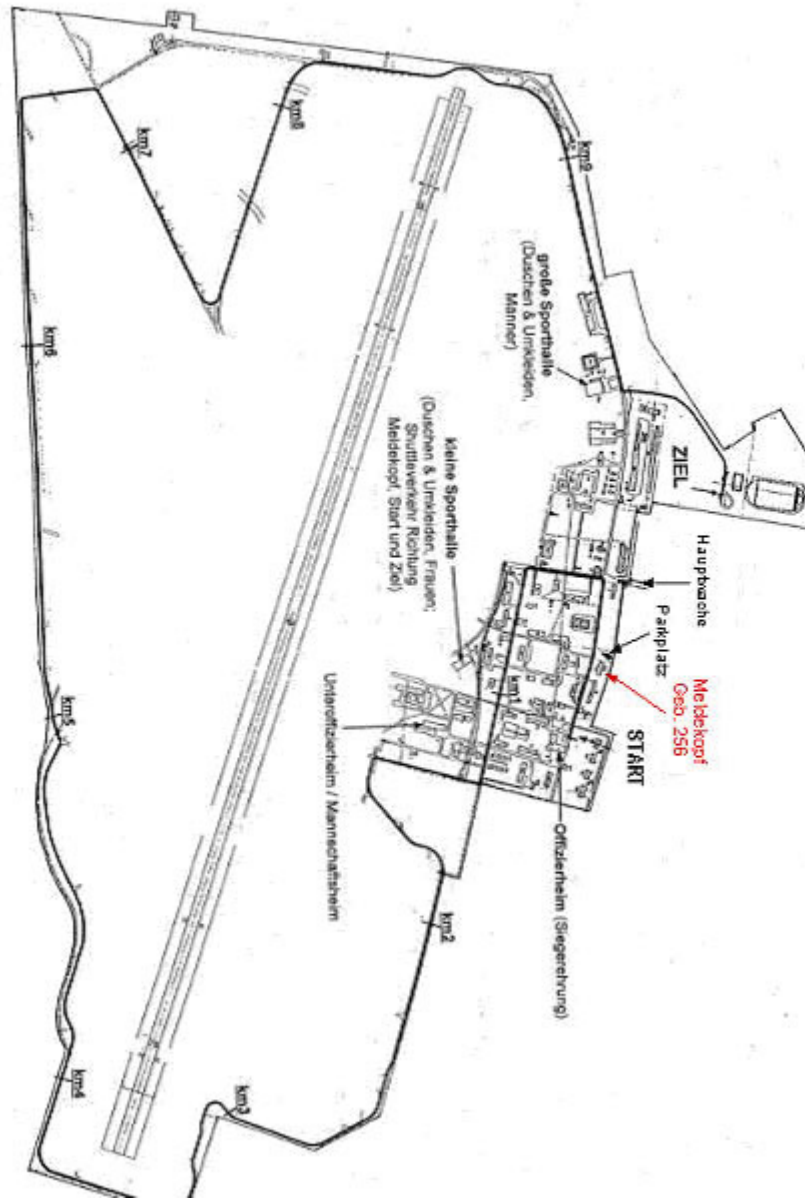 km8
km7
km9
große Sporthalle
(Duschen & Umkleiden,
Männer)
km6
ZIEL
kleine Sporthalle
(Duschen & Umkleiden, Frauen;
Shuttleverkehr Richtung
Meldekopf, Start und Ziel)
Hauptwache
Parkplatz
Meldekopf
Geb. 256
km1
START
km5
Unteroffizierheim / Mannschaftsheim
Offizierheim (Siegerehrung)
km2
km4
km3